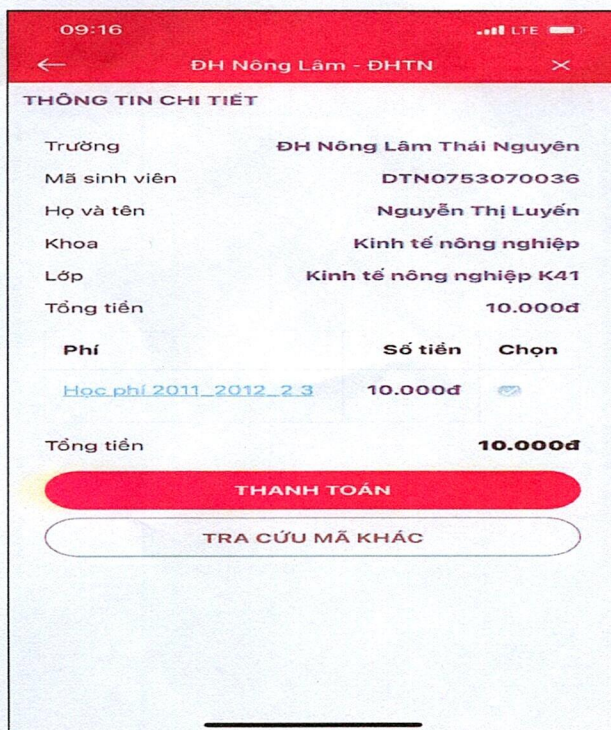 09:16 LTE
ĐH Nông Lâm - ĐHTN
THÔNG TIN CHI TIẾT
Trường ĐH Nông Lâm Thái Nguyên
Mã sinh viên DTN0753070036
Họ và tên Nguyễn Thị Luyến
Khoa Kinh tế nông nghiệp
Lớp Kinh tế nông nghiệp K41
Tổng tiền 10.000đ
Phí Số tiền Chọn
Học phí 2011_2012_2 3 10.000đ
Tổng tiền 10.000đ
THANH TOÁN
TRA CỨU MÃ KHÁC